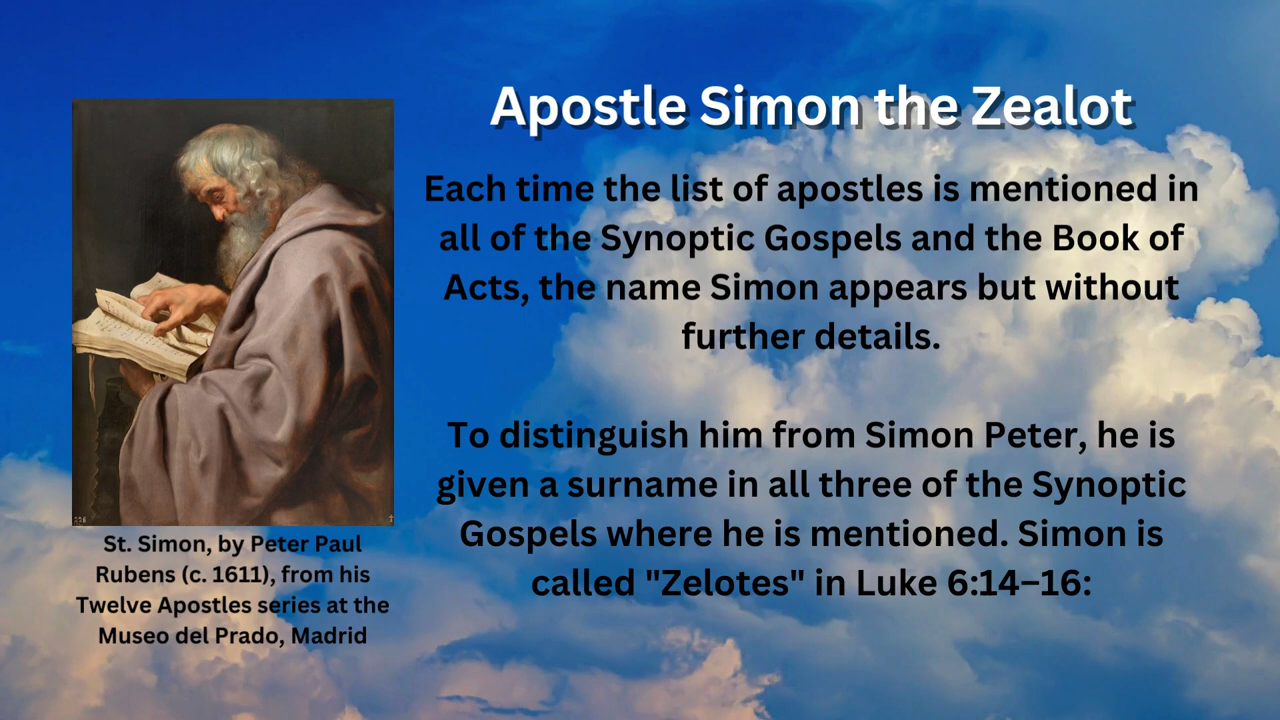 Apostle Simon the Zealot
Each time the list of apostles is mentioned in
all of the Synoptic Gospels and the Book of
Acts, the name Simon appears but without
further details.
To distinguish him from Simon Peter, he is
given a surname in all three of the Synoptic
Gospels where he is mentioned. Simon is
called "Zelotes" in Luke 6:14–16:
St. Simon, by Peter Paul
Rubens (c. 1611), from his
Twelve Apostles series at the
Museo del Prado, Madrid